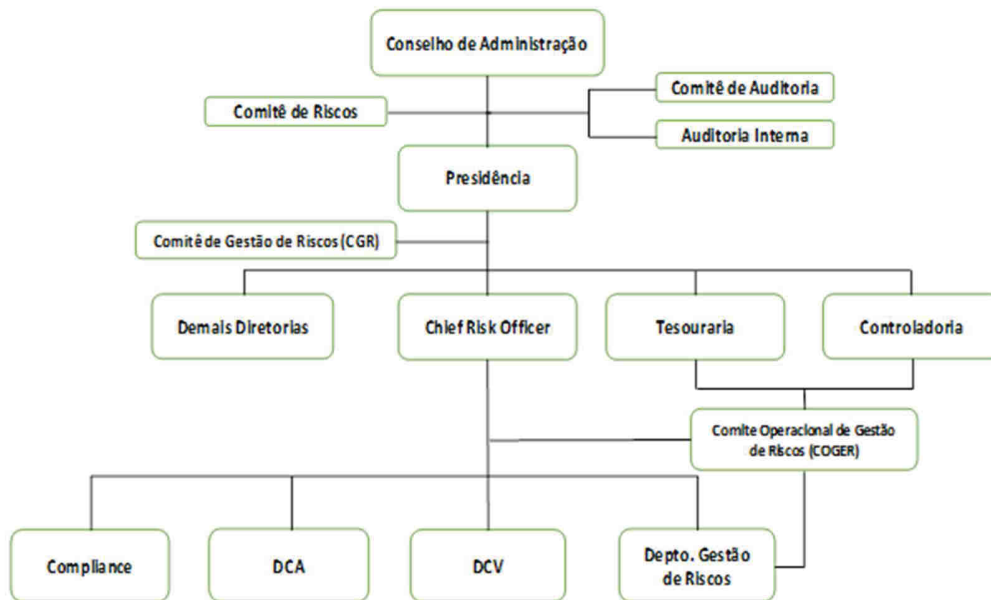 Conselho de Administração
Comitê de Auditoria
Comitê de Riscos
Auditoria Interna
Presidência
Comitê de Gestão de Riscos (CGR)
Demais Diretorias
Chief Risk Officer
Tesouraria
Controladoria
Comite Operacional de Gestão
de Riscos (COGER)
Compliance
DCA
DCV
Depto. Gestão
de Riscos